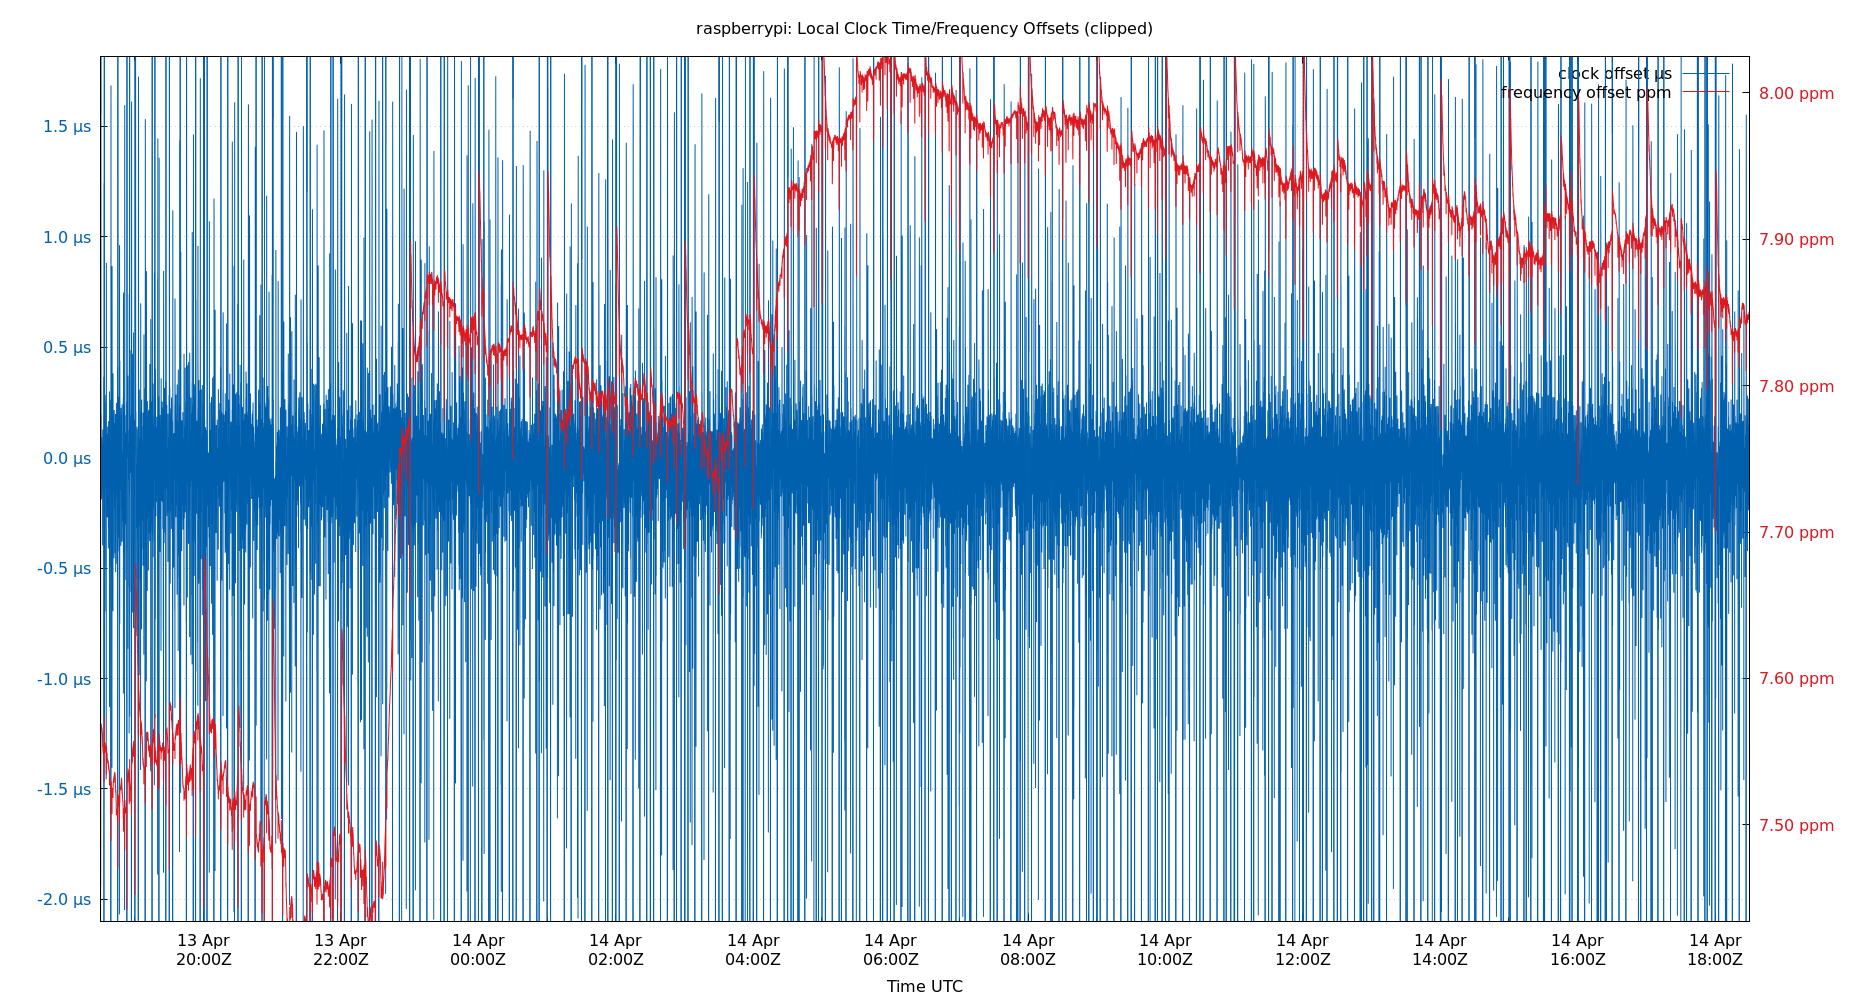 raspberrypi: Local Clock Time/Frequency Offsets (clipped)
clock offset µs
frequency offset ppm
1.5 µs
1.0 µs
0.5 µs
0.0 µs
-0.5 µs
-1.0 µs
-1.5 µs
-2.0 µs
8.00 ppm
7.90 ppm
7.80 ppm
7.70 ppm
7.60 ppm
7.50 ppm
13 Apr 13 Apr 14 Apr 14 Apr 14 Apr 14 Apr 14 Apr 14 Apr 14 Apr 14 Apr 14 Apr 14 Apr
20:00Z 22:00Z 00:00Z 02:00Z 04:00Z 06:00Z 08:00Z 10:00Z 12:00Z 14:00Z 16:00Z 18:00Z
Time UTC